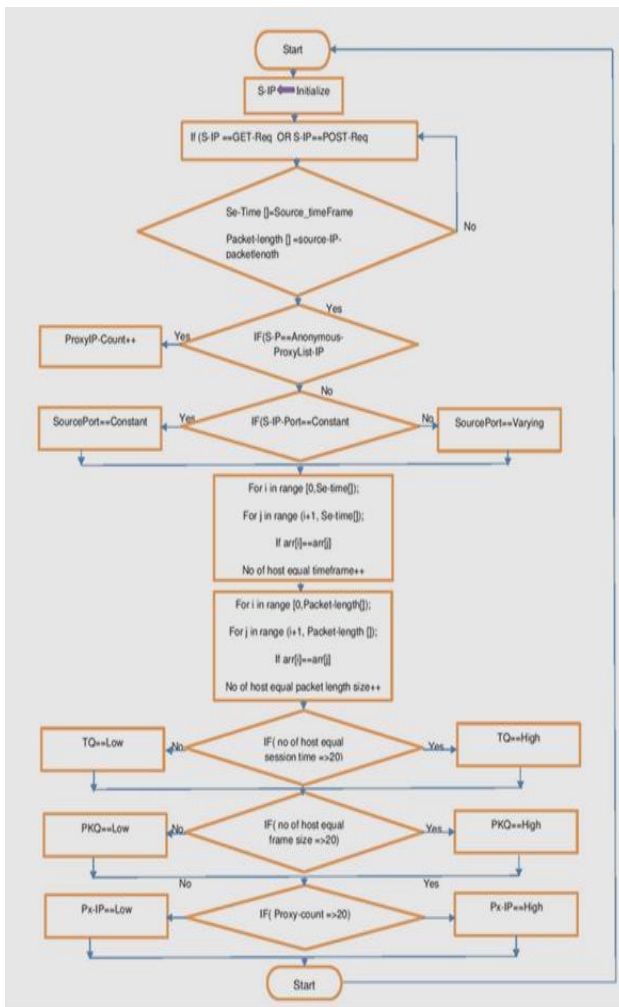 Start
S-IP Initialize
If (S-IP ==GET-Req OR S-IP==POST-Req
Se-Time []=Source_timeFrame
Packet-length [] =source-IP-
packetlength
No
Yes
ProxyIP-Count++
Yes
IF(S-P==Anonymous-
ProxyList-IP
No
SourcePort==Constant
Yes
IF(S-IP-Port==Constant
No
SourcePort==Varying
For i in range [0,Se-time[]);
For j in range (i+1, Se-time[]);
If arr[i]==arr[j]
No of host equal timeframe++
For i in range [0,Packet-length[]);
For j in range (i+1, Packet-length []);
If arr[i]==arr[j]
No of host equal packet length size++
TQ==Low
No
IF( no of host equal
session time =>20)
Yes
TQ==High
PKQ==Low
No
IF( no of host equal
frame size =>20)
Yes
PKQ==High
No
Yes
Px-IP==Low
IF( Proxy-count =>20)
Px-IP==High
Start